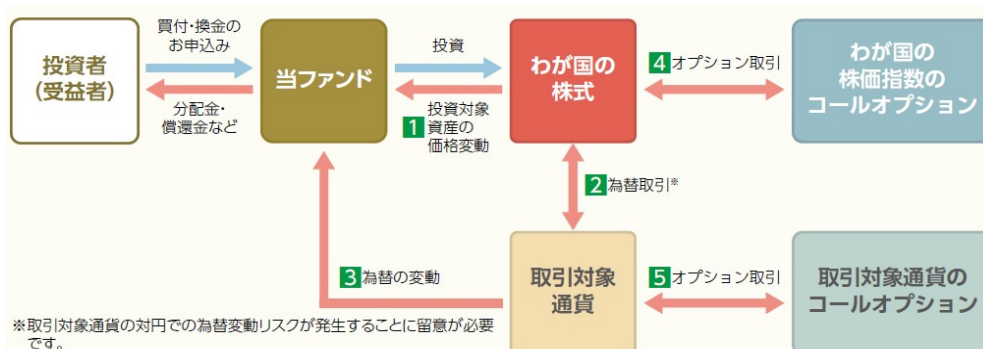 投資者
(受益者)
買付・換金の
お申込み
分配金・
償還金など
当ファンド
投資
1 投資対象
資産の
価格変動
わが国の
株式
4 オプション取引
わが国の
株価指数の
コールオプション
2 為替取引※
3 為替の変動
取引対象
通貨
5 オプション取引
取引対象通貨の
コールオプション
※取引対象通貨の対円での為替変動リスクが発生することに留意が必要
です。